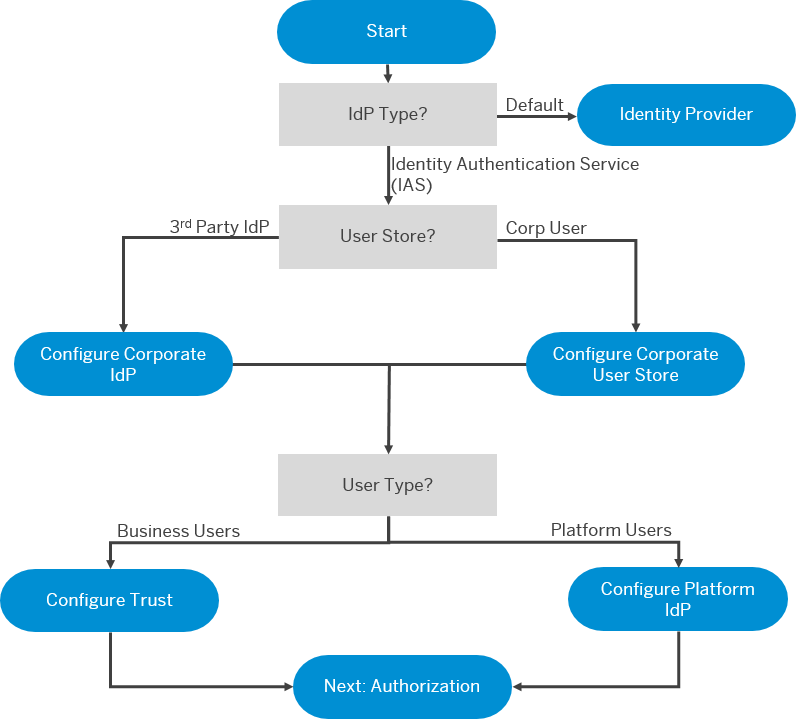 Start
IdP Type?
Default
Identity Provider
Identity Authentication Service
(IAS)
3rd Party IdP
User Store?
Corp User
Configure Corporate
IdP
Configure Corporate
User Store
User Type?
Business Users
Platform Users
Configure Trust
Configure Platform
IdP
Next: Authorization